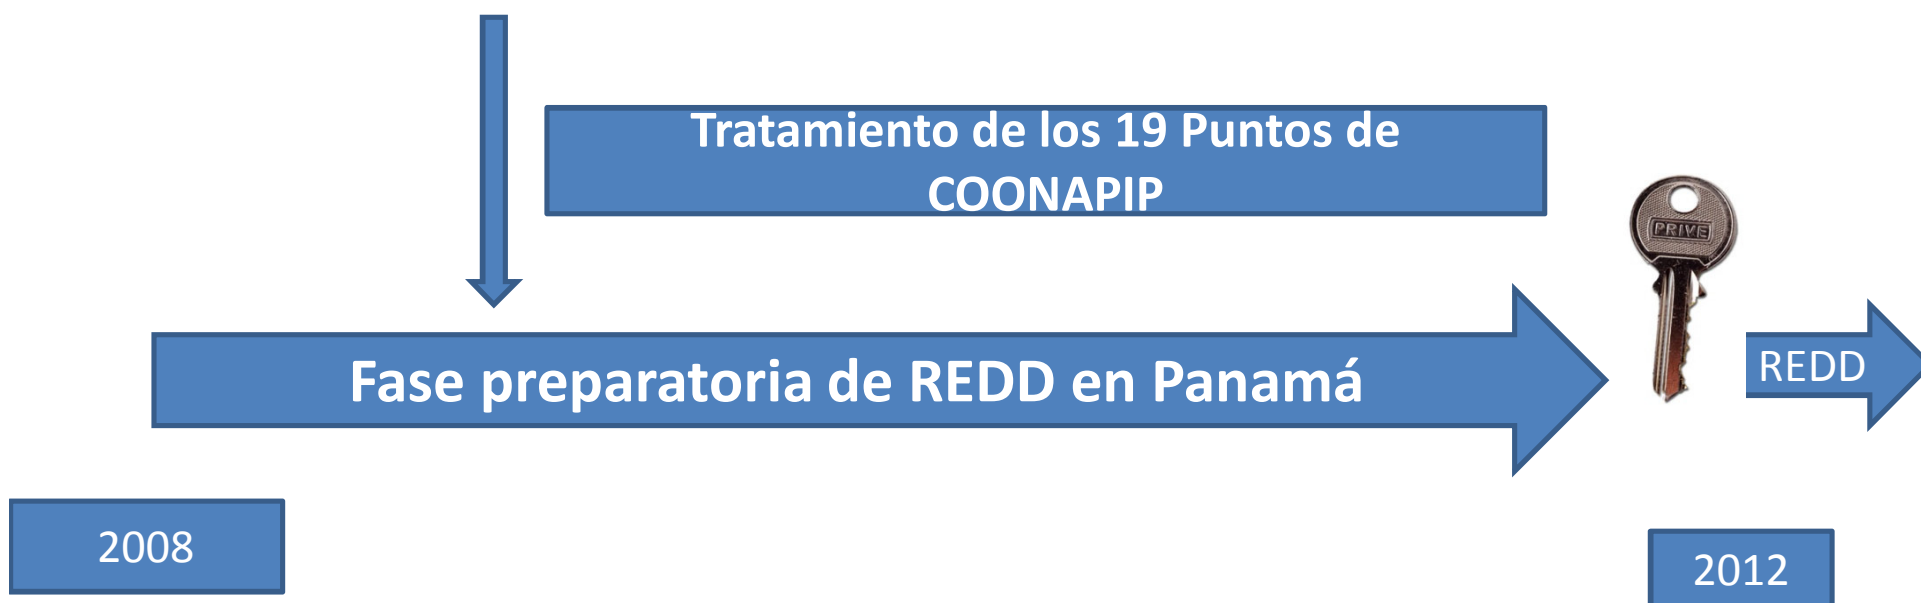 Tratamiento de los 19 Puntos de
COONAPIP
PRIVE
Fase preparatoria de REDD en Panamá
REDD
2008
2012